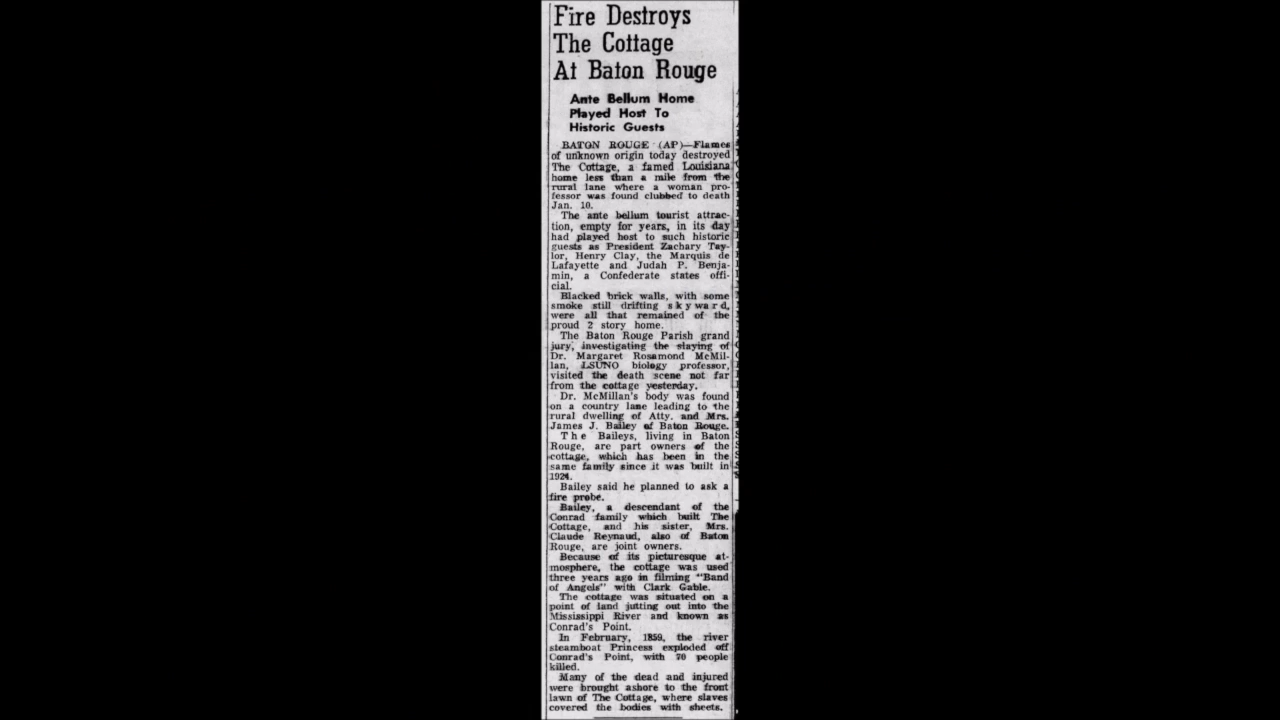 Fire Destroys
The Cottage
At Baton Rouge
Ante Bellum Home
Played Host To
Historic Guests
BATON ROUGE (AP)—Flames
of unknown origin today destroyed
The Cottage, a famed Louisiana
home less than a mile from the
rural lane where a woman pro-
fessor was found clubbed to death
Jan. 10.
The ante bellum tourist attrac-
tion, empty for years, in its day
had played host to such historic
guests as President Zachary Tay-
lor, Henry Clay, the Marquis de
Lafayette and Judah P. Benja-
min, a Confederate states offi-
cial.
Blacked brick walls, with some
smoke still drifting skyward,
were all that remained of the
proud 2 story home.
The Baton Rouge Parish grand
jury, investigating the slaying of
Dr. Margaret Rosamond McMil-
lan, LSUNO biology professor,
visited the death scene not far
from the cottage yesterday.
Dr. McMillan's body was found
on a country lane leading to the
rural dwelling of Atty. and Mrs.
James J. Bailey of Baton Rouge.
The Baileys, living in Baton
Rouge, are part owners of the
cottage, which has been in the
same family since it was built in
1924.
Bailey said he planned to ask a
fire probe.
Bailey, a descendant of the
Conrad family which built The
Cottage, and his sister, Mrs.
Claude Reynaud, also of Baton
Rouge, are joint owners.
Because of its picturesque at-
mosphere, the cottage was used
three years ago in filming "Band
of Angels" with Clark Gable.
The cottage was situated on a
point of land jutting out into the
Mississippi River and known as
Conrad's Point.
In February, 1859, the river
steamboat Princess exploded off
Conrad's Point, with 70 people
killed.
Many of the dead and injured
were brought ashore to the front
lawn of The Cottage, where slaves
covered the bodies with sheets.